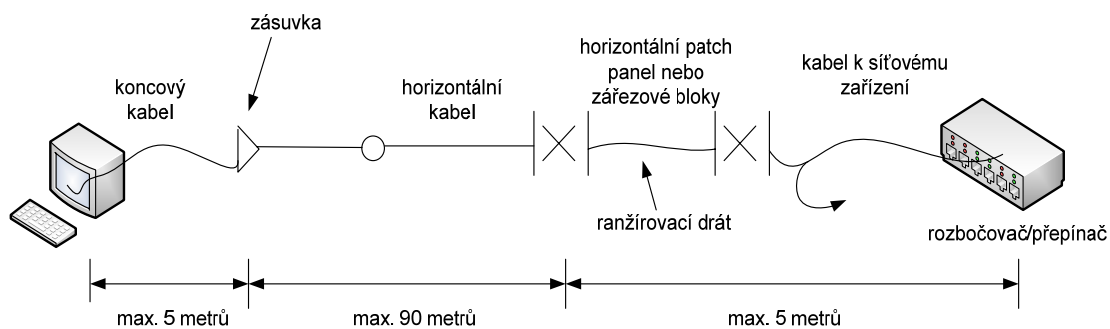 zásuvka
koncový
kabel
horizontální
kabel
horizontální patch
panel nebo
zářezové bloky
kabel k síťovému
zařízení
ranžírovací drát
rozbočovač/přepínač
max. 5 metrů
max. 90 metrů
max. 5 metrů